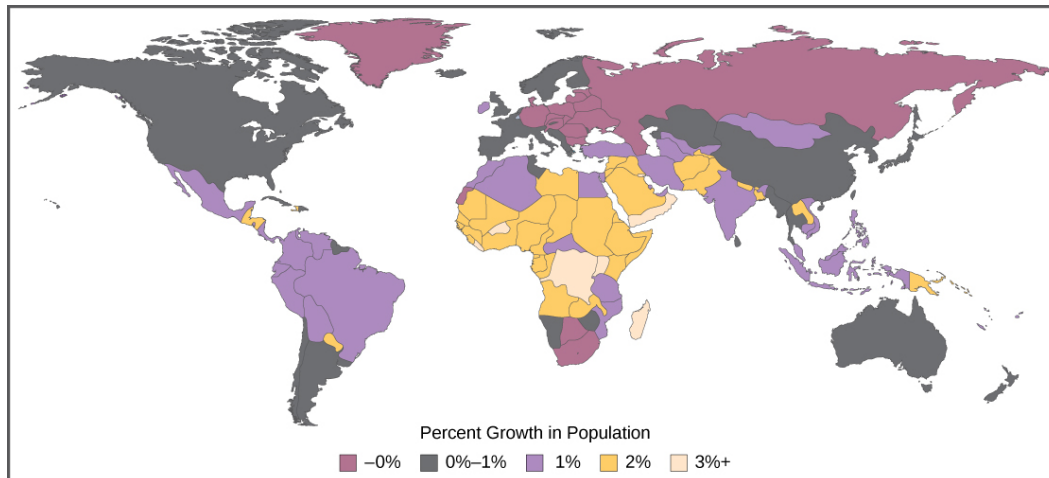 Percent Growth in Population
–0% 0%–1% 1% 2% 3%+